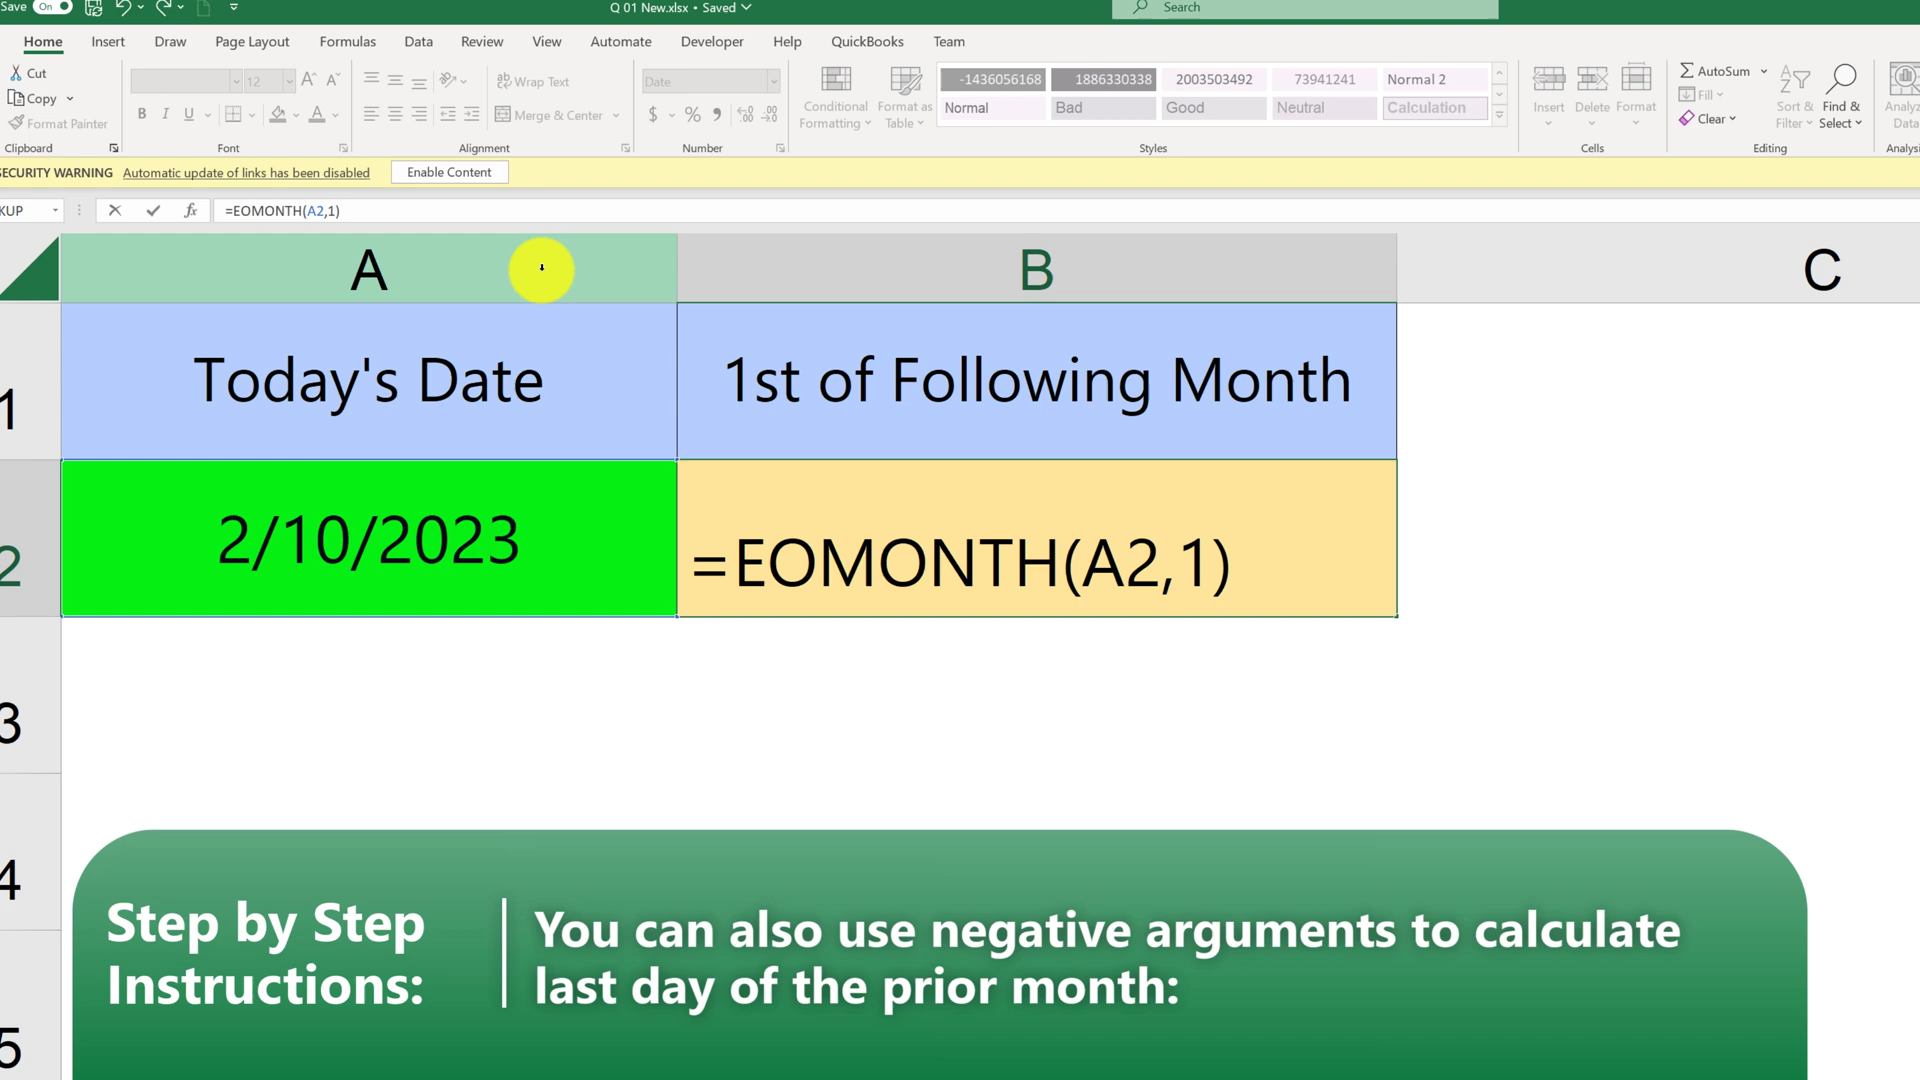 Save On Q 01 New.xlsx • Saved Search
Home Insert Draw Page Layout Formulas Data Review View Automate Developer Help QuickBooks Team
Cut
Copy
Format Painter
Clipboard
12
B I U
Font
Wrap Text
Merge & Center
Alignment
Date
$ % ,
Number
Conditional Formatting
Format as Table
-1436056168 1886330338 2003503492 73941241 Normal 2
Normal Bad Good Neutral Calculation
Styles
Insert Delete Format
Cells
AutoSum
Fill
Clear
Sort & Filter
Find & Select
Editing
Analyz
Data
Analysi
SECURITY WARNING Automatic update of links has been disabled Enable Content
KUP fx =EOMONTH(A2,1)
A B C
1 Today's Date 1st of Following Month
2 2/10/2023 =EOMONTH(A2,1)
3
4
5
Step by Step
Instructions:
You can also use negative arguments to calculate
last day of the prior month: